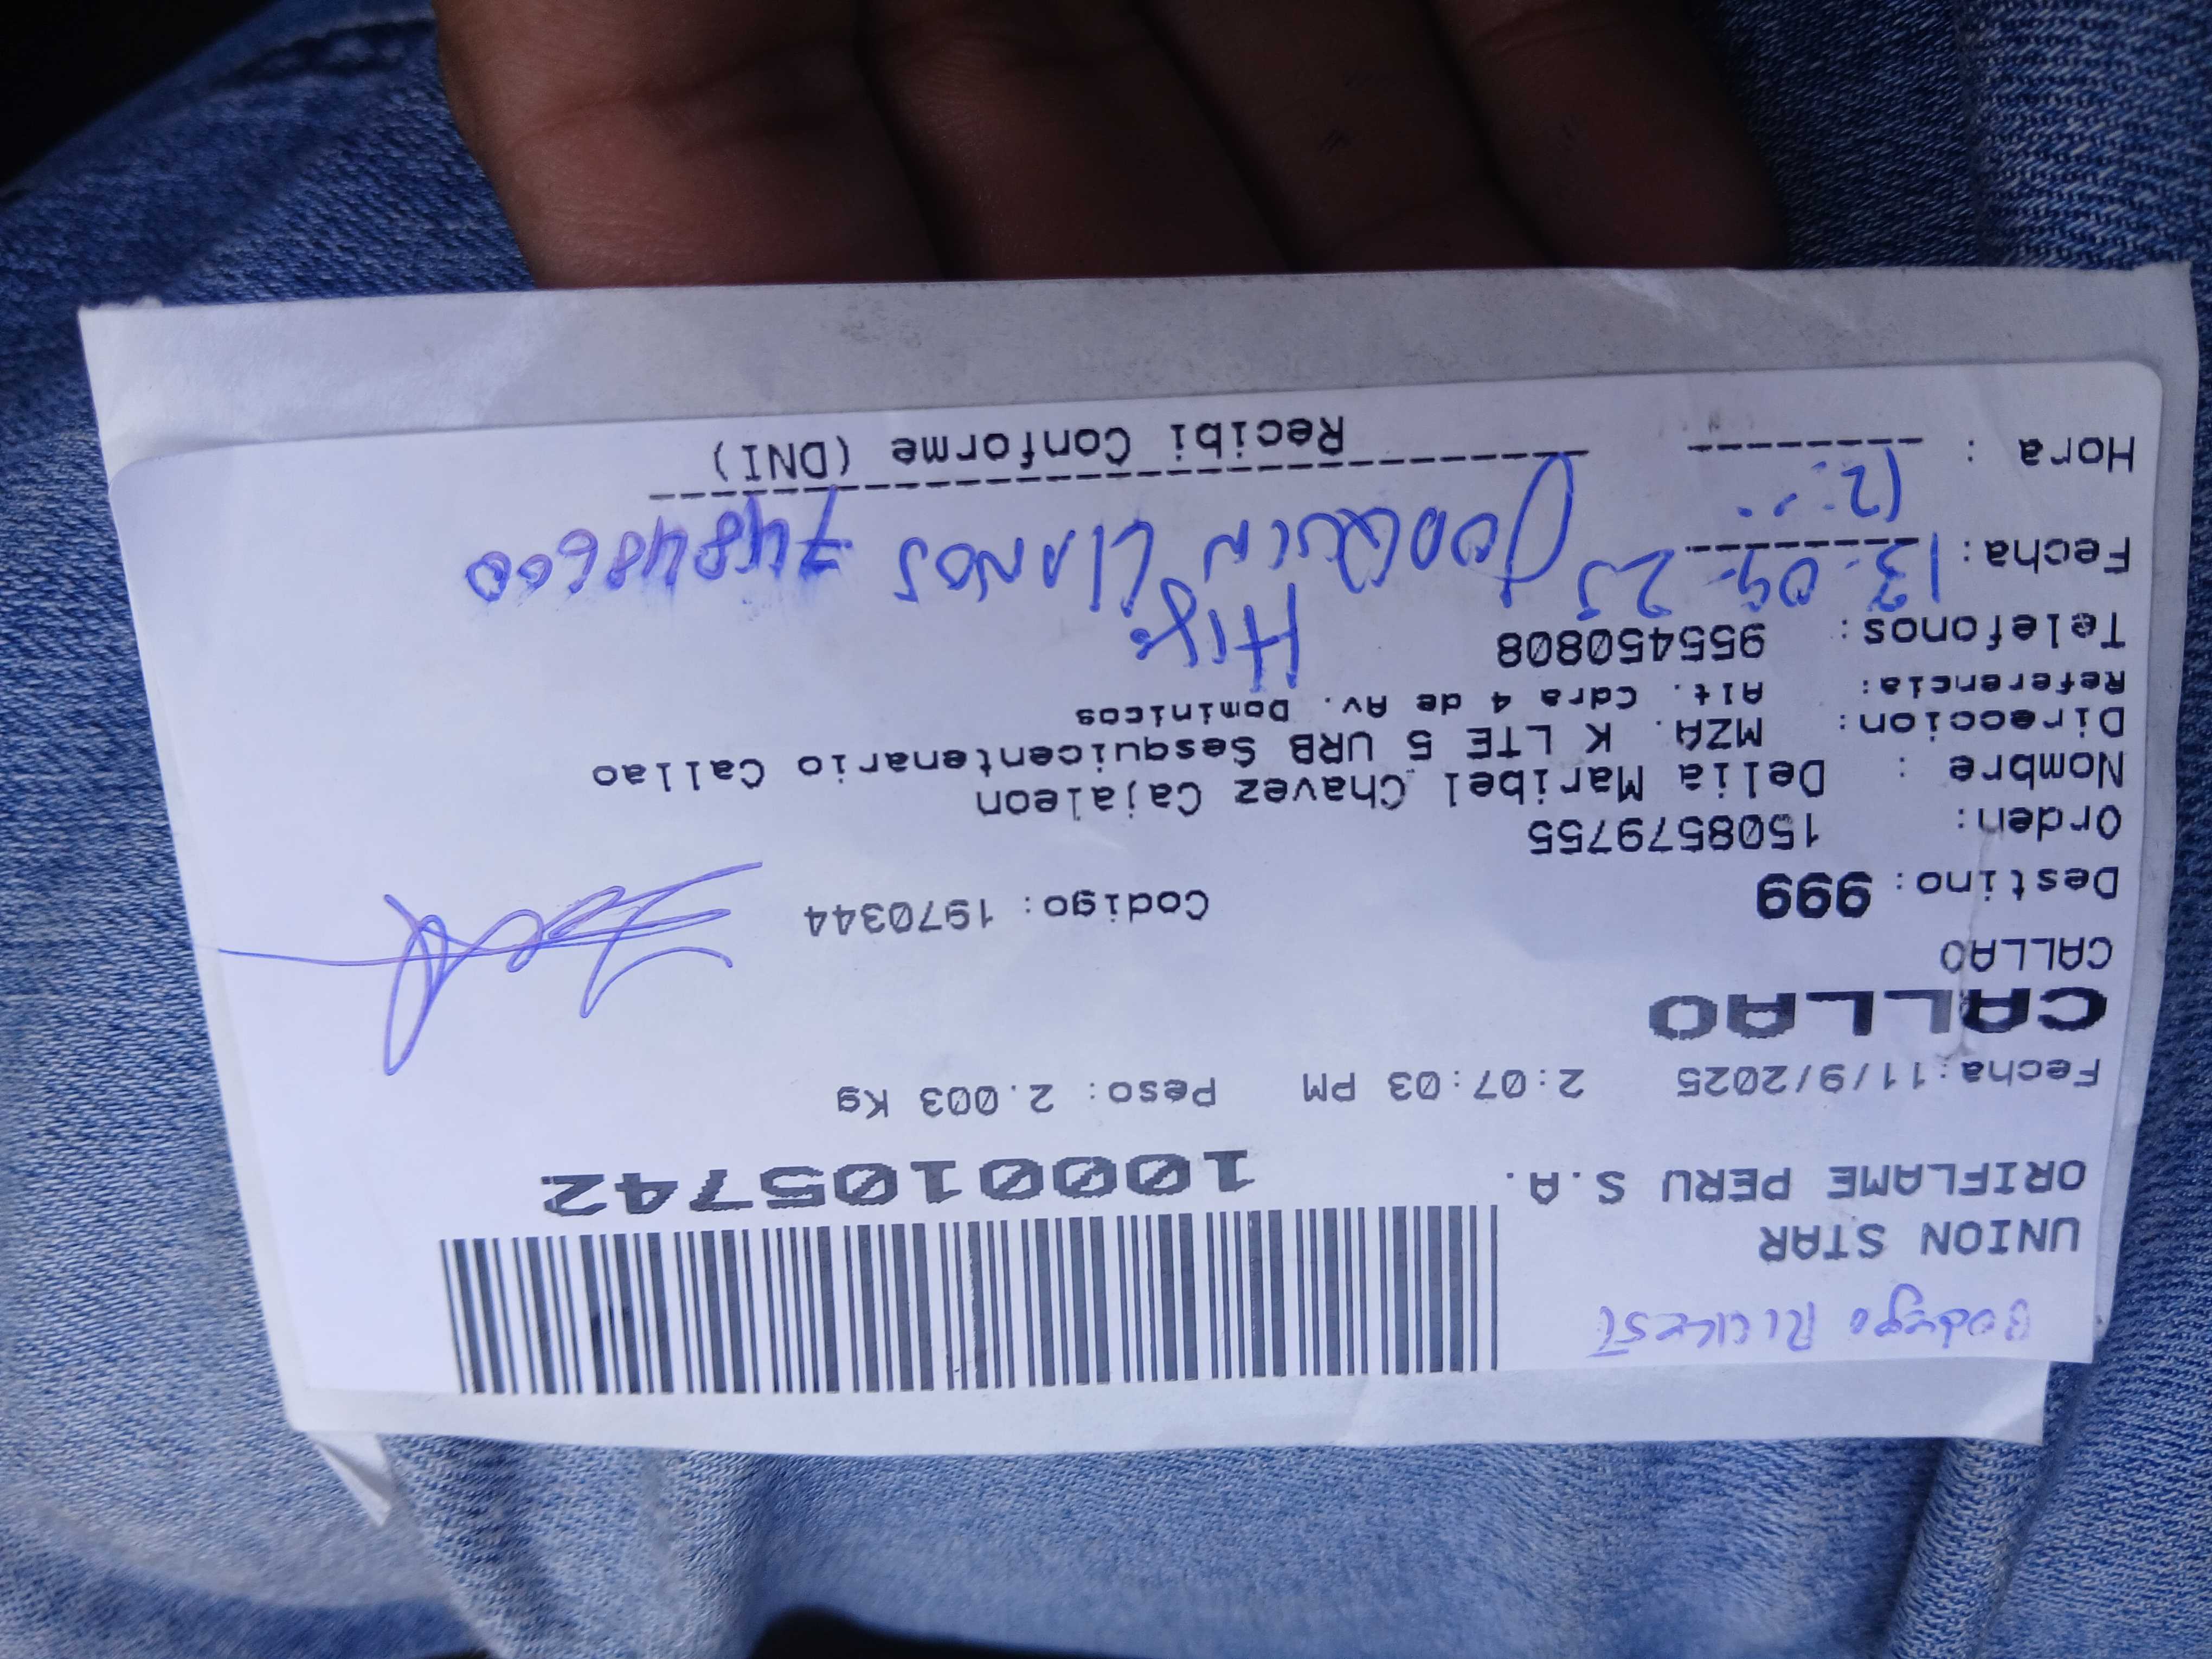 Bodega Rickest
UNION STAR
ORIFLAME PERU S.A. 1000105742
Fecha:11/9/2025 2:07:03 PM Peso: 2.003 Kg
CALLAO
CALLAO
Destino: 999 Codigo: 1970344
Orden: 1508579755
Nombre : Delia Maribel Chavez Cajaleon
Direccion: MZA. K LTE 5 URB Sesquicentenario Callao
Referencia: Alt. Cdra 4 de Av. Dominicos
Telefonos: 955450808
Hijo
Fecha: 13-09-25 Joaquin Llanos 74848600
Hora : 12:
Recibi Conforme (DNI)